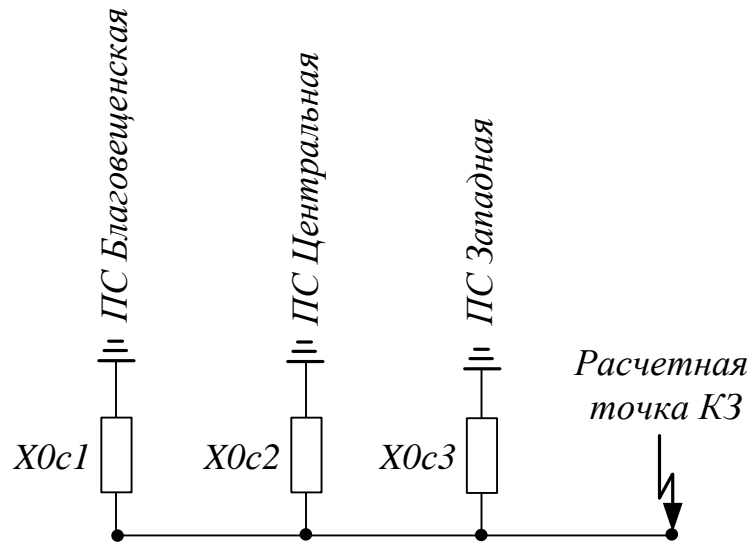 ПС Благовещенская
ПС Центральная
ПС Западная
Расчетная
точка КЗ
X0c1
X0c2
X0c3